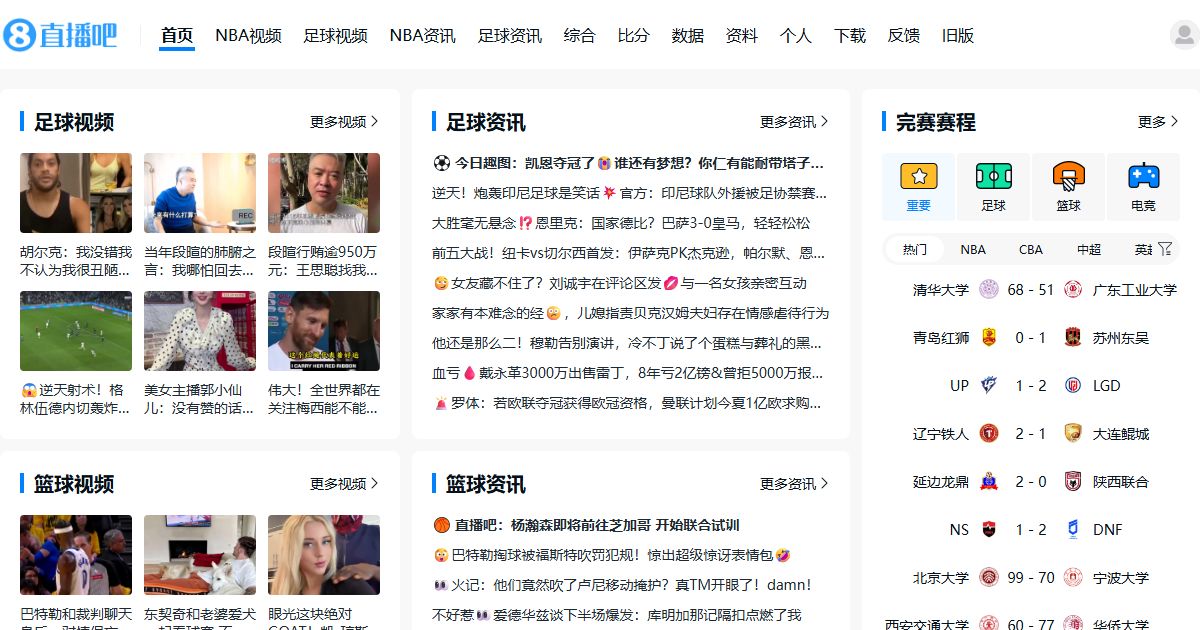 直播吧
首页 NBA视频 足球视频 NBA资讯 足球资讯 综合 比分 数据 资料 个人 下载 反馈 旧版
足球视频
更多视频
来有什么打算
REC
胡尔克：我没错我
不认为我很丑陋...
当年段暄的肺腑之
言：我哪怕回去...
段暄行贿逾950万
元：王思聪找我...
这个红绳代表着好运
I CARRY HER RED RIBBON
😱逆天射术！格
林伍德内切轰炸...
美女主播郭小仙
儿：没有赞的话...
伟大！全世界都在
关注梅西能不能...
足球资讯
更多资讯
今日趣图：凯恩夺冠了 谁还有梦想？你仁有能耐带塔子...
逆天！炮轰印尼足球是笑话💥官方：印尼球队外援被足协禁赛...
大胜毫无悬念⁉️恩里克：国家德比？巴萨3-0皇马，轻轻松松
前五大战！纽卡vs切尔西首发：伊萨克PK杰克逊，帕尔默、恩...
女友藏不住了？刘诚宇在评论区发💋与一名女孩亲密互动
家家有本难念的经 ，儿媳指责贝克汉姆夫妇存在情感虐待行为
他还是那么二！穆勒告别演讲，冷不丁说了个蛋糕与葬礼的黑...
血亏🩸戴永革3000万出售雷丁，8年亏2亿镑&曾拒5000万报...
🚨罗体：若欧联夺冠获得欧冠资格，曼联计划今夏1亿欧求购...
完赛赛程
更多
重要 足球 篮球 电竞
热门 NBA CBA 中超
清华大学 68 - 51 广东工业大学
青岛红狮 0 - 1 苏州东吴
UP 1 - 2 LGD
辽宁铁人 2 - 1 大连鲲城
延边龙鼎 2 - 0 陕西联合
NS 1 - 2 DNF
北京大学 99 - 70 宁波大学
西安交通大学 60 - 77 华侨大学
篮球视频
更多视频
巴特勒和裁判聊天
东契奇和老婆爱犬
眼光这块绝对
篮球资讯
更多资讯
🏀直播吧：杨瀚森即将前往芝加哥 开始联合试训
😲巴特勒掏球被福斯特吹罚犯规！惊出超级惊讶表情包🤣
👀火记：他们竟然吹了卢尼移动掩护？真TM开眼了！damn！
不好惹👀爱德华兹谈下半场爆发：库明加那记隔扣点燃了我